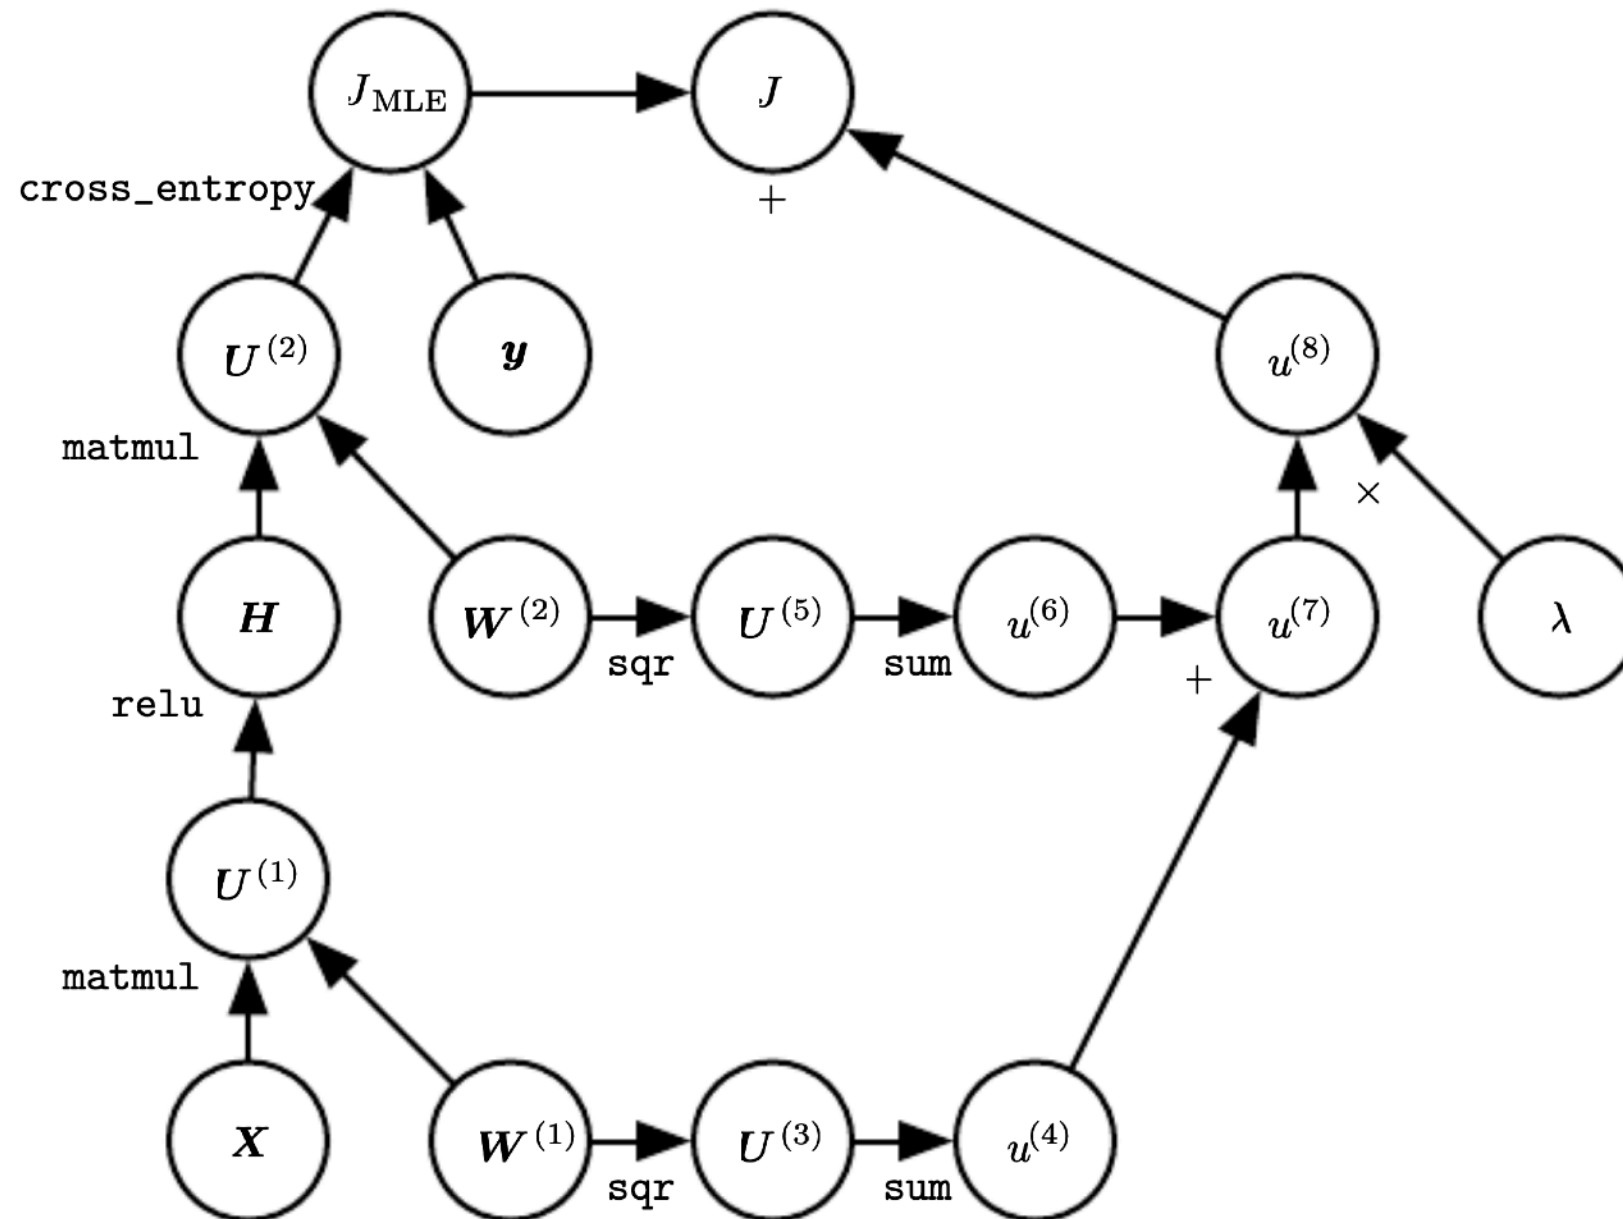 J_MLE J
cross_entropy +
U^(2) y u^(8)
matmul ×
H W^(2) U^(5) u^(6) u^(7) λ
sqr sum +
relu
U^(1)
matmul
X W^(1) U^(3) u^(4)
sqr sum